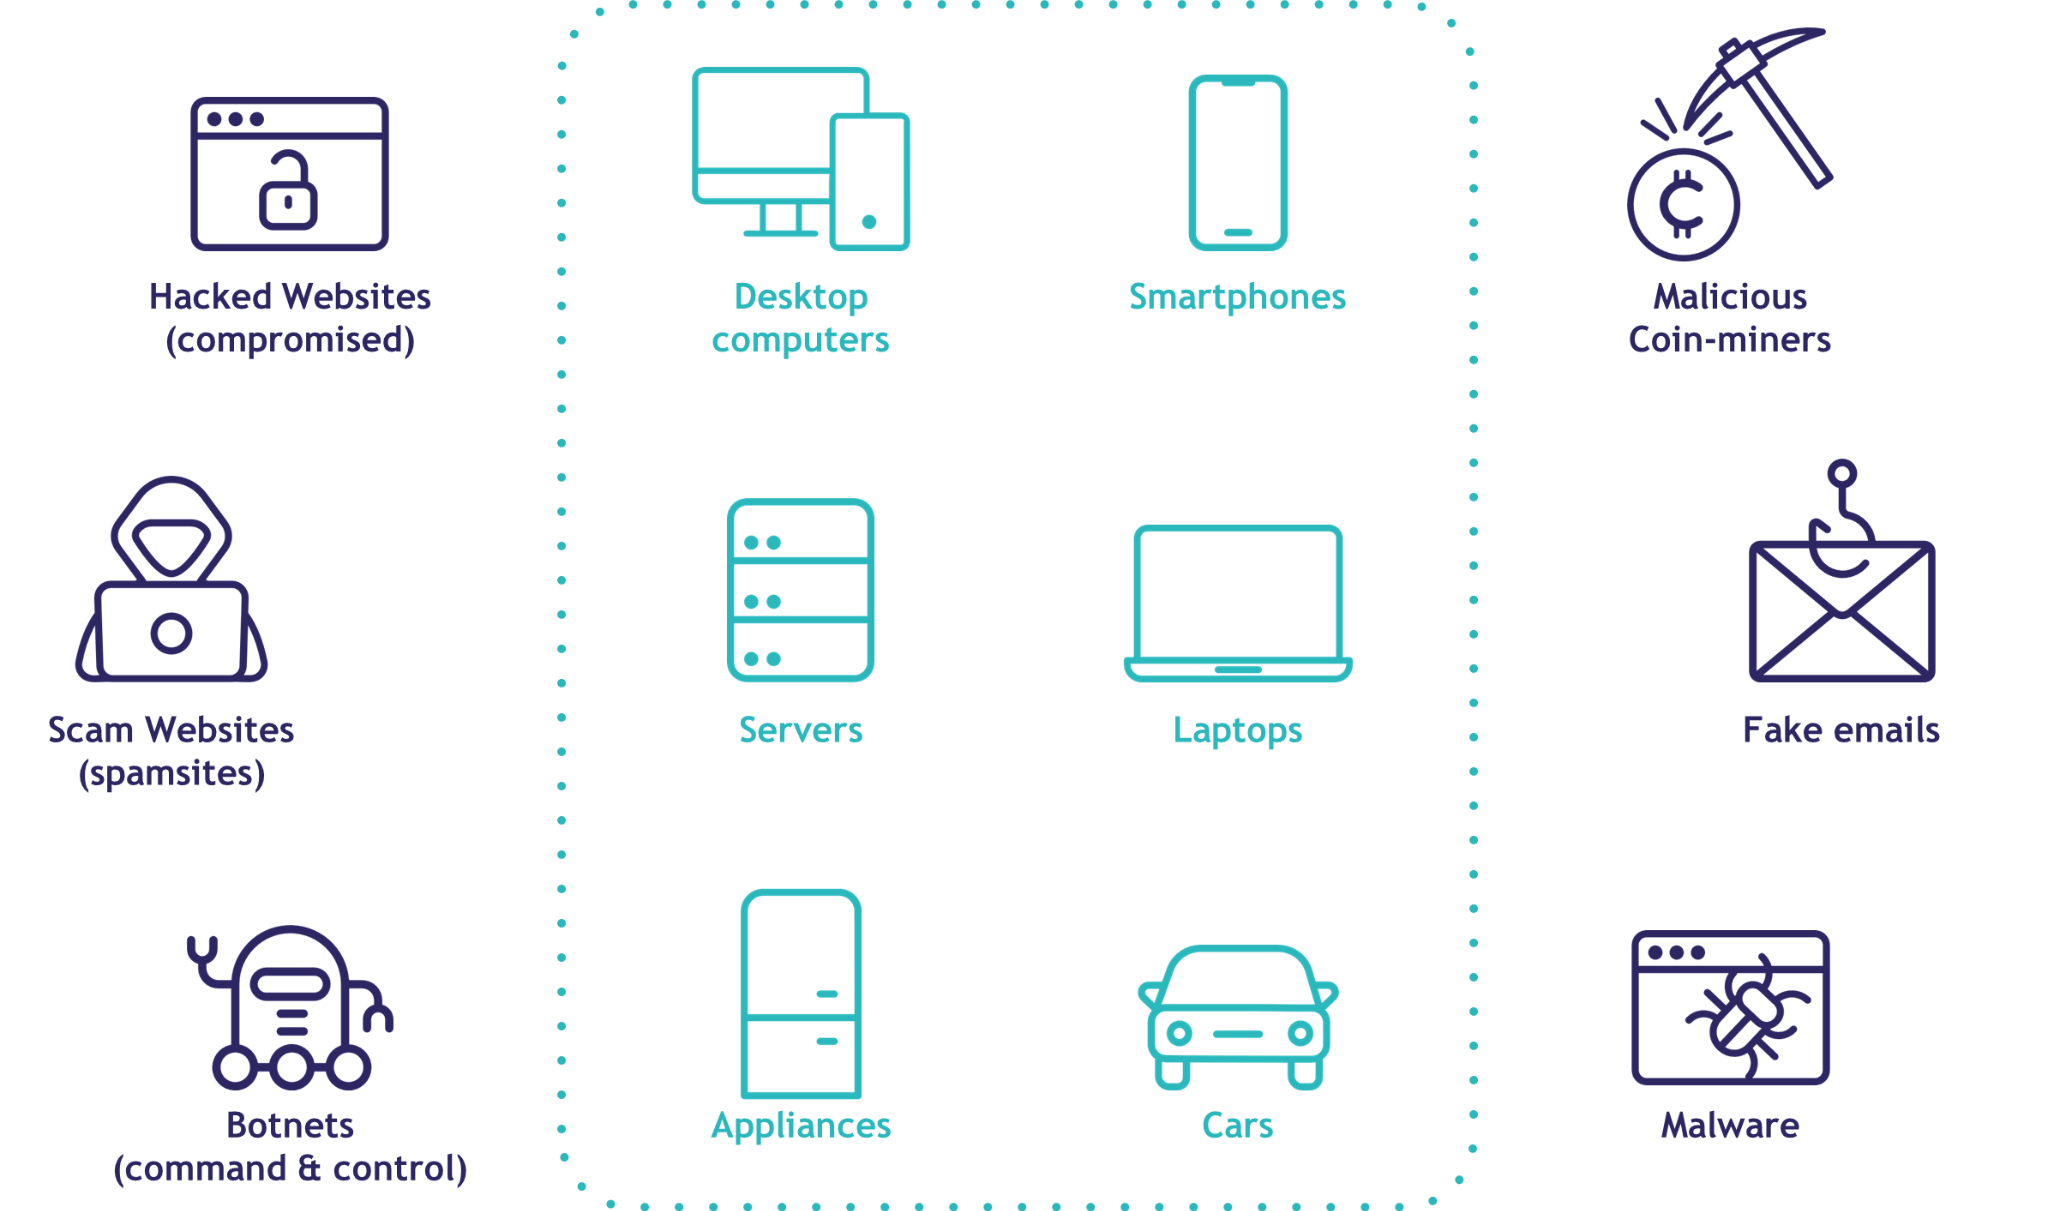 Hacked Websites
(compromised)
Desktop
computers
Smartphones
Malicious
Coin-miners
Scam Websites
(spamsites)
Servers
Laptops
Fake emails
Botnets
(command & control)
Appliances
Cars
Malware